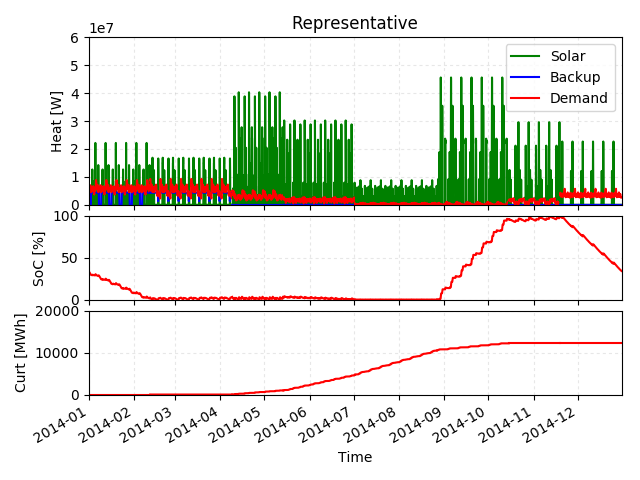 Representative
1e7
6
5
4
3
2
1
0
Heat [W]
Solar
Backup
Demand
100
50
0
SoC [%]
20000
10000
0
Curt [MWh]
2014-01
2014-02
2014-03
2014-04
2014-05
2014-06
2014-07
2014-08
2014-09
2014-10
2014-11
2014-12
Time